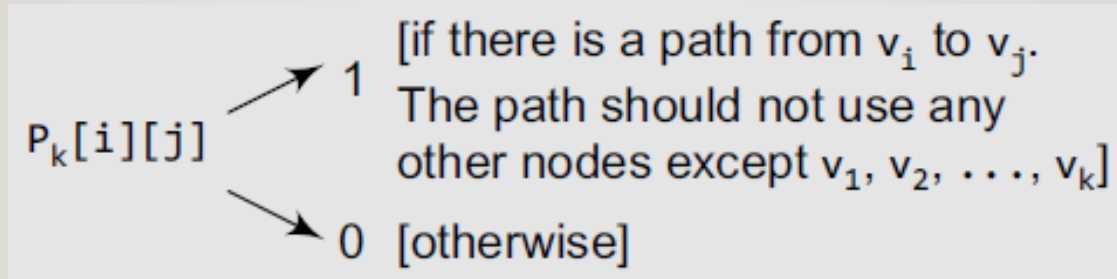 [if there is a path from vᵢ to vⱼ.
1
The path should not use any
Pₖ[i][j]
other nodes except v₁, v₂, ..., vₖ]
0 [otherwise]